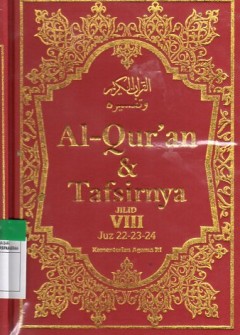 القرآن الكريم
وتفسيره
Al-Qur'an
&
Tafsirnya
JILID
VIII
Juz 22-23-24
Kementerian Agama RI